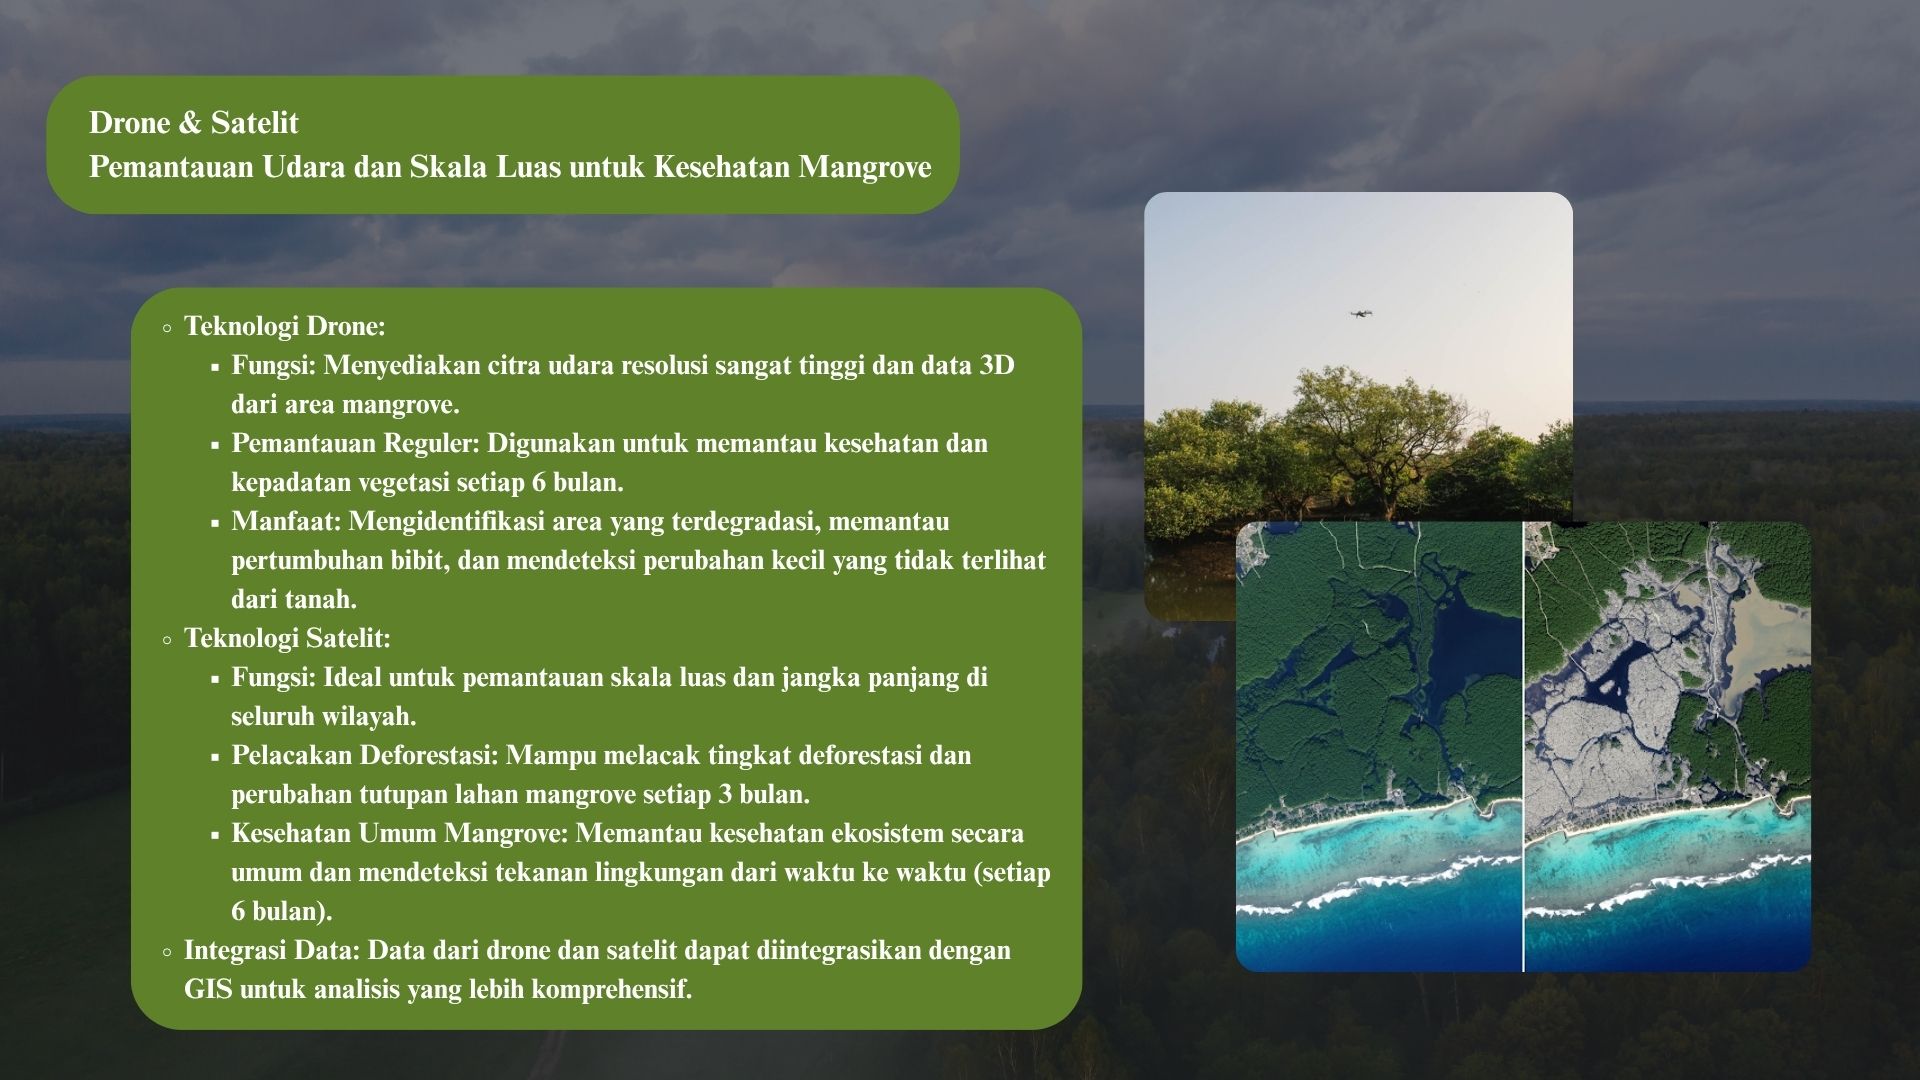 Drone & Satelit
Pemantauan Udara dan Skala Luas untuk Kesehatan Mangrove
Teknologi Drone:
Fungsi: Menyediakan citra udara resolusi sangat tinggi dan data 3D
dari area mangrove.
Pemantauan Reguler: Digunakan untuk memantau kesehatan dan
kepadatan vegetasi setiap 6 bulan.
Manfaat: Mengidentifikasi area yang terdegradasi, memantau
pertumbuhan bibit, dan mendeteksi perubahan kecil yang tidak terlihat
dari tanah.
Teknologi Satelit:
Fungsi: Ideal untuk pemantauan skala luas dan jangka panjang di
seluruh wilayah.
Pelacakan Deforestasi: Mampu melacak tingkat deforestasi dan
perubahan tutupan lahan mangrove setiap 3 bulan.
Kesehatan Umum Mangrove: Memantau kesehatan ekosistem secara
umum dan mendeteksi tekanan lingkungan dari waktu ke waktu (setiap
6 bulan).
Integrasi Data: Data dari drone dan satelit dapat diintegrasikan dengan
GIS untuk analisis yang lebih komprehensif.